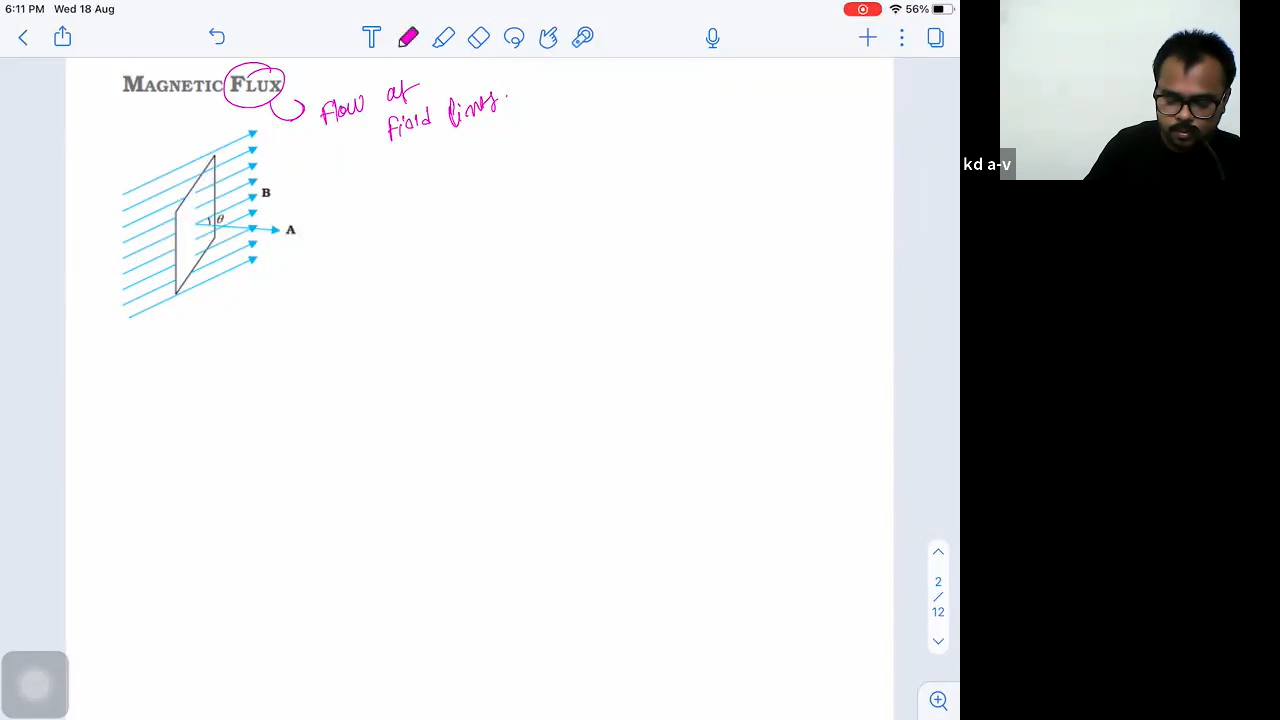 6:11 PM Wed 18 Aug
56%
MAGNETIC FLUX
flow of
field lines.
B
θ
A
kd a-v
2
/
12